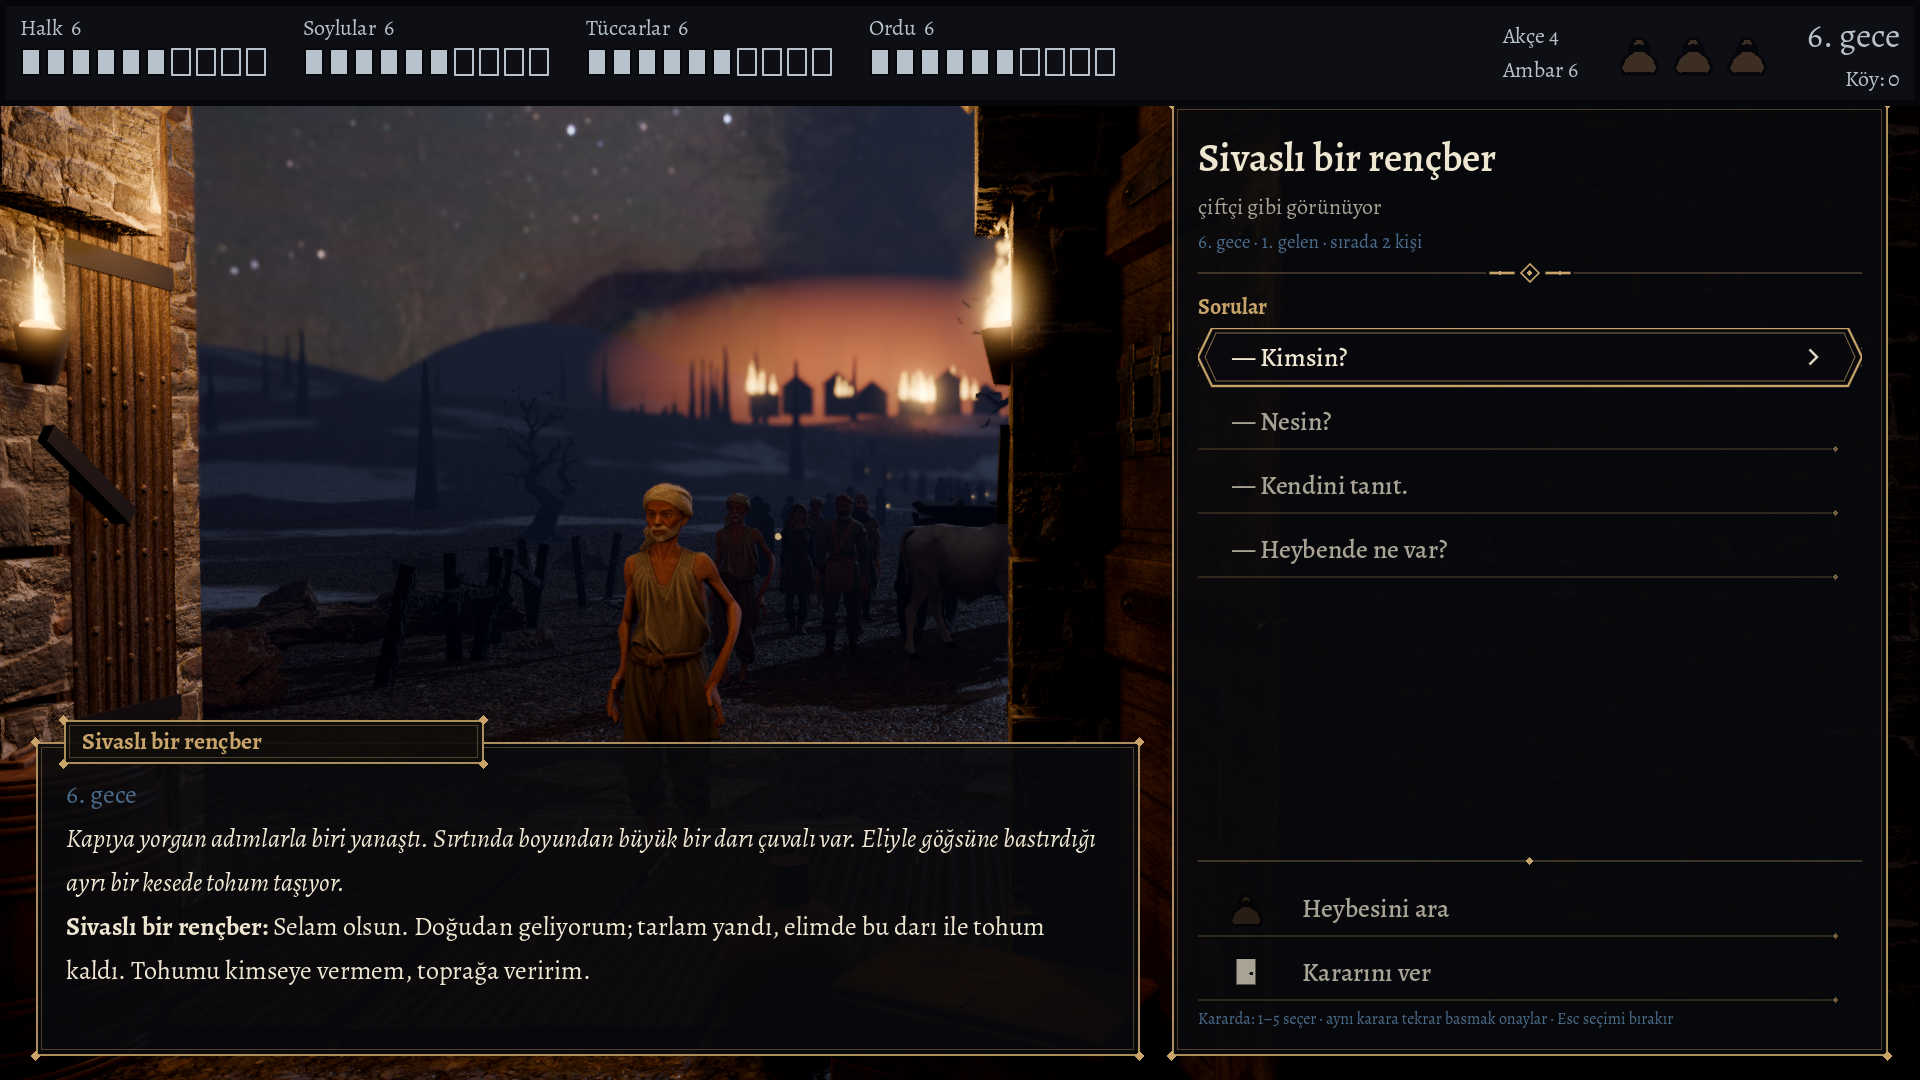 Halk 6
Soylular 6
Tüccarlar 6
Ordu 6
Akçe 4
Ambar 6
6. gece
Köy: 0
Sivaslı bir rençber
çiftçi gibi görünüyor
6. gece · 1. gelen · sırada 2 kişi
Sorular
— Kimsin?
— Nesin?
— Kendini tanıt.
— Heybende ne var?
Heybesini ara
Kararını ver
Kararda: 1–5 seçer · aynı karara tekrar basmak onaylar · Esc seçimi bırakır
Sivaslı bir rençber
6. gece
Kapıya yorgun adımlarla biri yanaştı. Sırtında boyundan büyük bir darı çuvalı var. Eliyle göğsüne bastırdığı
ayrı bir kesede tohum taşıyor.
Sivaslı bir rençber: Selam olsun. Doğudan geliyorum; tarlam yandı, elimde bu darı ile tohum
kaldı. Tohumu kimseye vermem, toprağa veririm.